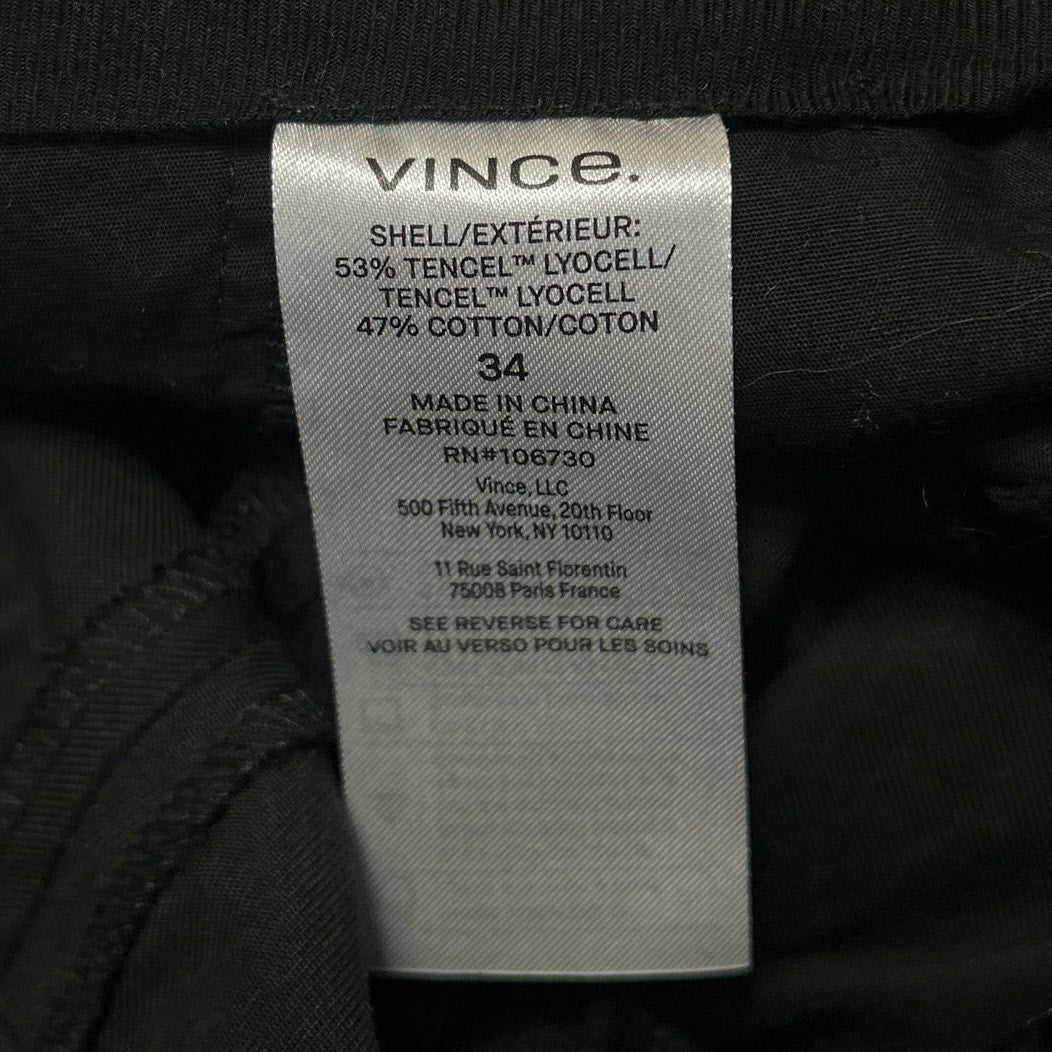 VINCe.
SHELL/EXTÉRIEUR:
53% TENCEL™ LYOCELL/
TENCEL™ LYOCELL
47% COTTON/COTON
34
MADE IN CHINA
FABRIQUÉ EN CHINE
RN#106730
Vince, LLC
500 Fifth Avenue, 20th Floor
New York, NY 10110
11 Rue Saint Florentin
75008 Paris France
SEE REVERSE FOR CARE
VOIR AU VERSO POUR LES SOINS